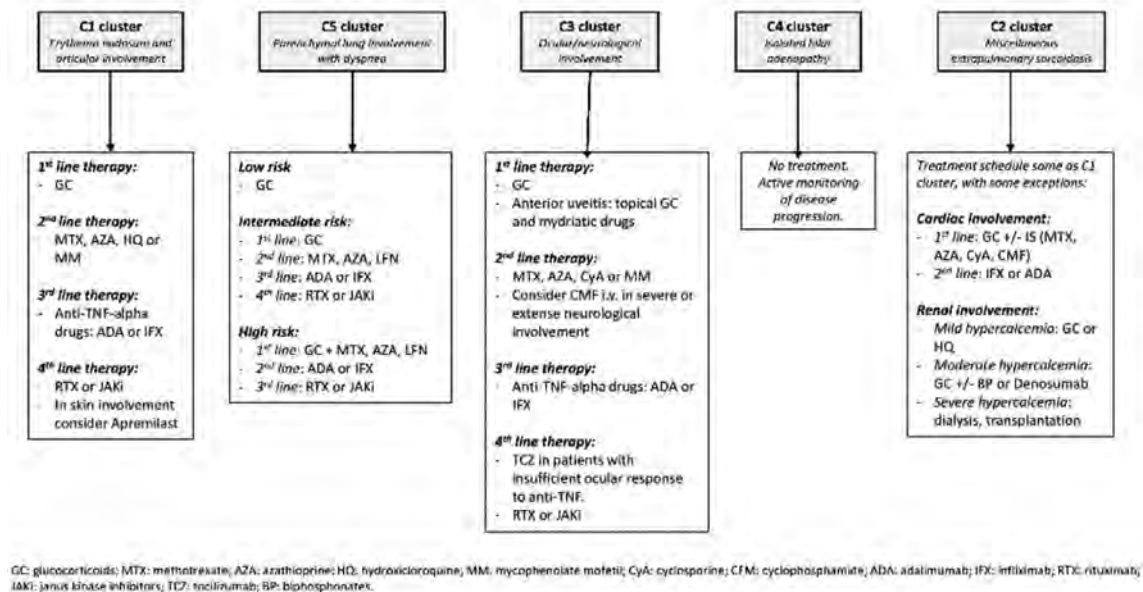 C1 cluster
Trythema nudosum and
articular involvement
1st line therapy:
- GC
2nd line therapy:
- MTX, AZA, HQ or
MM
3rd line therapy:
- Anti-TNF-alpha
drugs: ADA or IFX
4th line therapy:
- RTX or JAKi
- In skin involvement
consider Apremilast
C5 cluster
Parenchymal lung involvement
with dyspnea
Low risk
- GC
Intermediate risk:
- 1st line: GC
- 2nd line: MTX, AZA, LFN
- 3rd line: ADA or IFX
- 4th line: RTX or JAKi
High risk:
- 1st line: GC + MTX, AZA, LFN
- 2nd line: ADA or IFX
- 3rd line: RTX or JAKi
C3 cluster
Ocular/neurological
involvement
1st line therapy:
- GC
- Anterior uveitis: topical GC
and mydriatic drugs
2nd line therapy:
- MTX, AZA, CyA or MM
- Consider CMF i.v. in severe or
extense neurological
involvement
3rd line therapy:
- Anti TNF-alpha drugs: ADA or
IFX
4th line therapy:
- TCZ in patients with
insufficient ocular response
to anti-TNF.
- RTX or JAKi
C4 cluster
Isolated
adenopathy
No treatment.
Active monitoring
of disease
progression.
C2 cluster
Miscellaneous
extrapulmonary sarcoidosis
Treatment schedule some as C1
cluster, with some exceptions:
Cardiac involvement:
- 1st line: GC +/- IS (MTX,
AZA, CyA, CMF)
- 2nd line: IFX or ADA
Renal involvement:
- Mild hypercalcemia: GC or
HQ
- Moderate hypercalcemia:
GC +/- BP or Denosumab
- Severe hypercalcemia:
dialysis, transplantation
GC: glucocorticoids; MTX: methotrexate; AZA: azathioprine; HQ: hydroxicloroquine; MM: mycophenolate mofetil; CyA: cyclosporine; CFM: cyclophosphamide; ADA: adalimumab; IFX: infliximab; RTX: rituximab;
JAKi: janus kinase inhibitors; TCZ: tocilizumab; BP: biphosphonates.